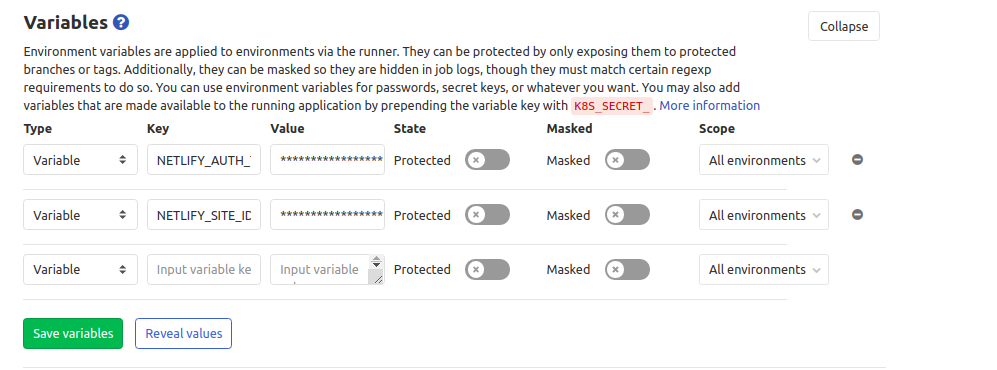 Variables ?
Collapse
Environment variables are applied to environments via the runner. They can be protected by only exposing them to protected
branches or tags. Additionally, they can be masked so they are hidden in job logs, though they must match certain regexp
requirements to do so. You can use environment variables for passwords, secret keys, or whatever you want. You may also add
variables that are made available to the running application by prepending the variable key with K8S_SECRET_. More information
Type Key Value State Masked Scope
Variable NETLIFY_AUTH_ ***************** Protected Masked All environments
Variable NETLIFY_SITE_ID ***************** Protected Masked All environments
Variable Input variable ke Input variable Protected Masked All environments
Save variables Reveal values